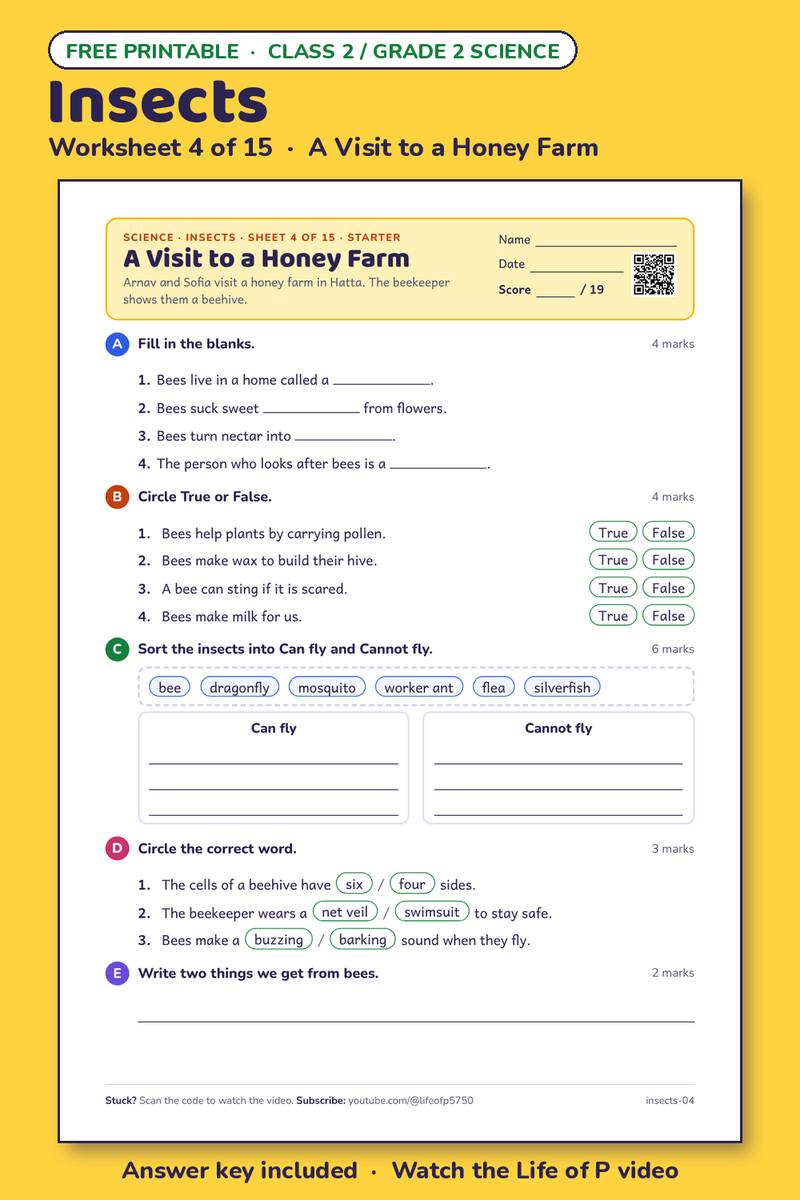 FREE PRINTABLE · CLASS 2 / GRADE 2 SCIENCE
Insects
Worksheet 4 of 15 · A Visit to a Honey Farm
SCIENCE · INSECTS · SHEET 4 OF 15 · STARTER
A Visit to a Honey Farm
Arnav and Sofia visit a honey farm in Hatta. The beekeeper
shows them a beehive.
Name ____________
Date ____________
Score ______ / 19
A Fill in the blanks. 4 marks
1. Bees live in a home called a ____________.
2. Bees suck sweet ____________ from flowers.
3. Bees turn nectar into ____________.
4. The person who looks after bees is a ____________.
B Circle True or False. 4 marks
1. Bees help plants by carrying pollen. True False
2. Bees make wax to build their hive. True False
3. A bee can sting if it is scared. True False
4. Bees make milk for us. True False
C Sort the insects into Can fly and Cannot fly. 6 marks
bee dragonfly mosquito worker ant flea silverfish
Can fly Cannot fly
D Circle the correct word. 3 marks
1. The cells of a beehive have six / four sides.
2. The beekeeper wears a net veil / swimsuit to stay safe.
3. Bees make a buzzing / barking sound when they fly.
E Write two things we get from bees. 2 marks
Stuck? Scan the code to watch the video. Subscribe: youtube.com/@lifeofp5750 insects-04
Answer key included · Watch the Life of P video